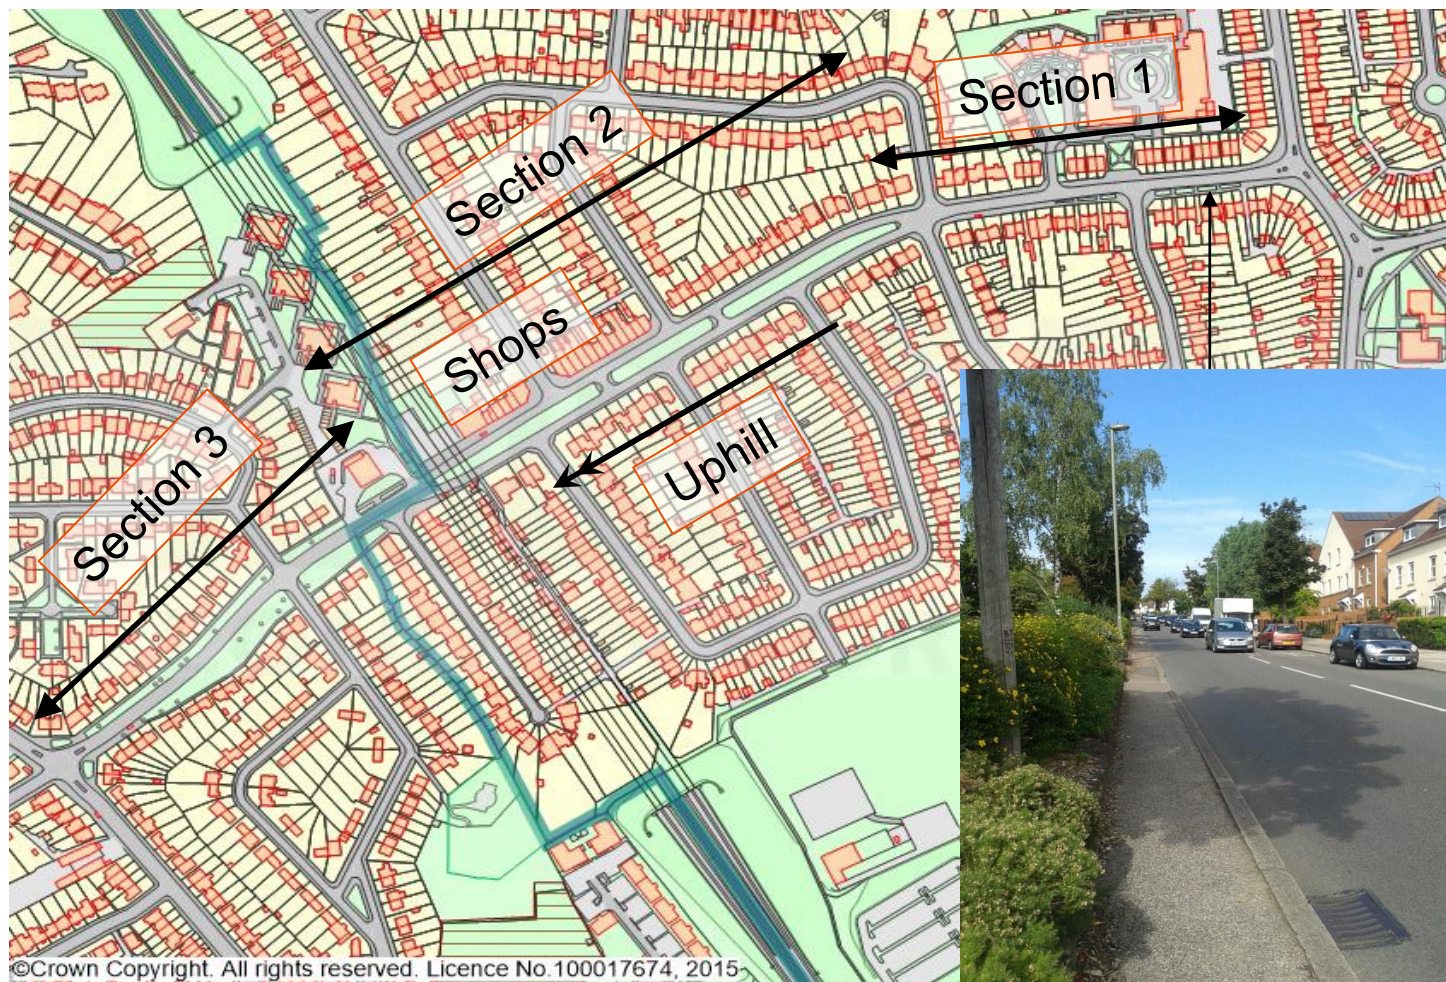 Section 1
Section 2
Shops
Section 3
Uphill
©Crown Copyright. All rights reserved. Licence No.100017674, 2015